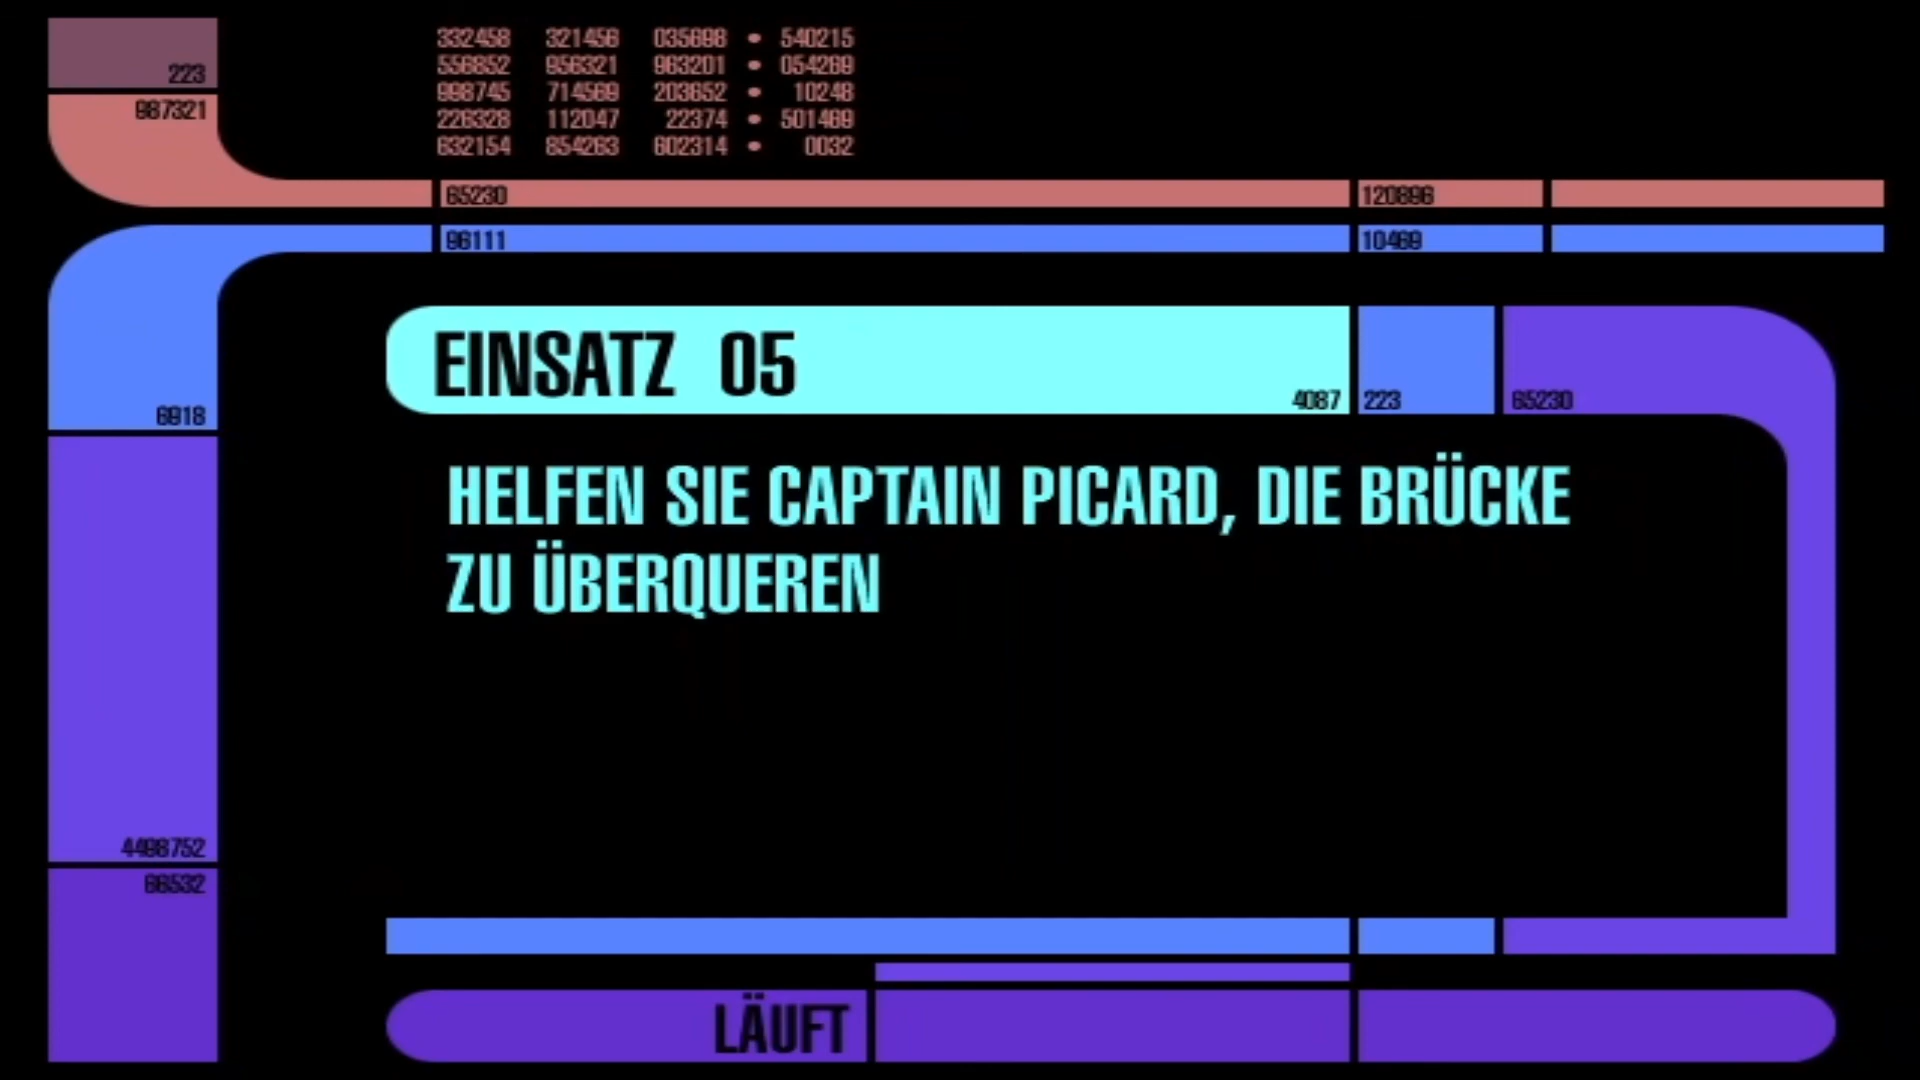 223
987321
332458 321456 035698 • 540215
556852 956321 963201 • 054269
998745 714569 203652 • 10248
226328 112047 22374 • 501469
632154 854263 602314 • 0032
65230 120896
96111 10469
6918
EINSATZ 05
4087 223 65230
HELFEN SIE CAPTAIN PICARD, DIE BRÜCKE
ZU ÜBERQUEREN
4498752
66532
LÄUFT